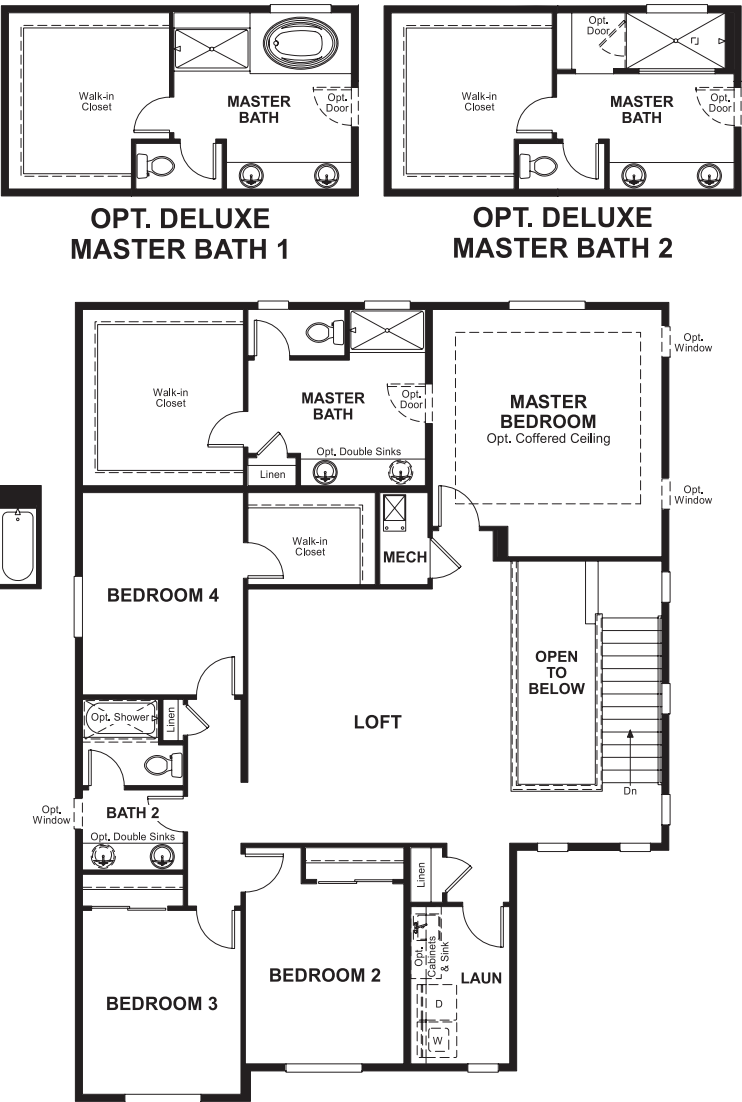 Walk-in
Closet
MASTER
BATH
Opt.
Door
OPT. DELUXE
MASTER BATH 1
Walk-in
Closet
Opt.
Door
MASTER
BATH
Opt.
Door
OPT. DELUXE
MASTER BATH 2
Walk-in
Closet
MASTER
BATH
Opt.
Door
Opt. Double Sinks
Linen
MASTER
BEDROOM
Opt. Coffered Ceiling
Opt.
Window
Opt.
Window
Walk-in
Closet
MECH
BEDROOM 4
OPEN
TO
BELOW
Dn
LOFT
Opt. Shower
Linen
Opt.
Window
BATH 2
Opt. Double Sinks
Linen
Opt.
Cabinets
& Sink
LAUN
D
W
BEDROOM 2
BEDROOM 3